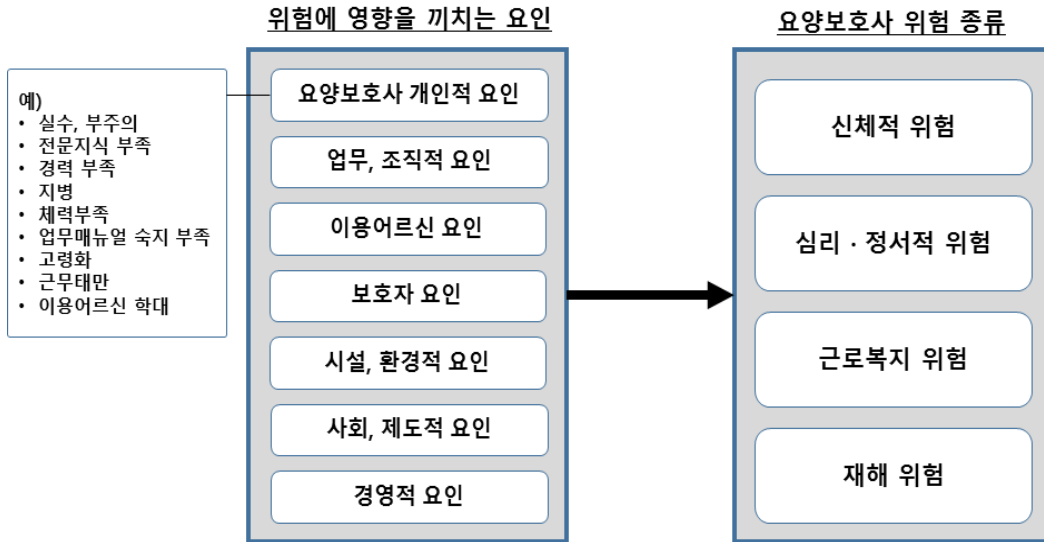 위험에 영향을 끼치는 요인
요양보호사 위험 종류
예)
• 실수, 부주의
• 전문지식 부족
• 경력 부족
• 지병
• 체력부족
• 업무매뉴얼 숙지 부족
• 고령화
• 근무태만
• 이용어르신 학대
요양보호사 개인적 요인
업무, 조직적 요인
이용어르신 요인
보호자 요인
시설, 환경적 요인
사회, 제도적 요인
경영적 요인
신체적 위험
심리 · 정서적 위험
근로복지 위험
재해 위험